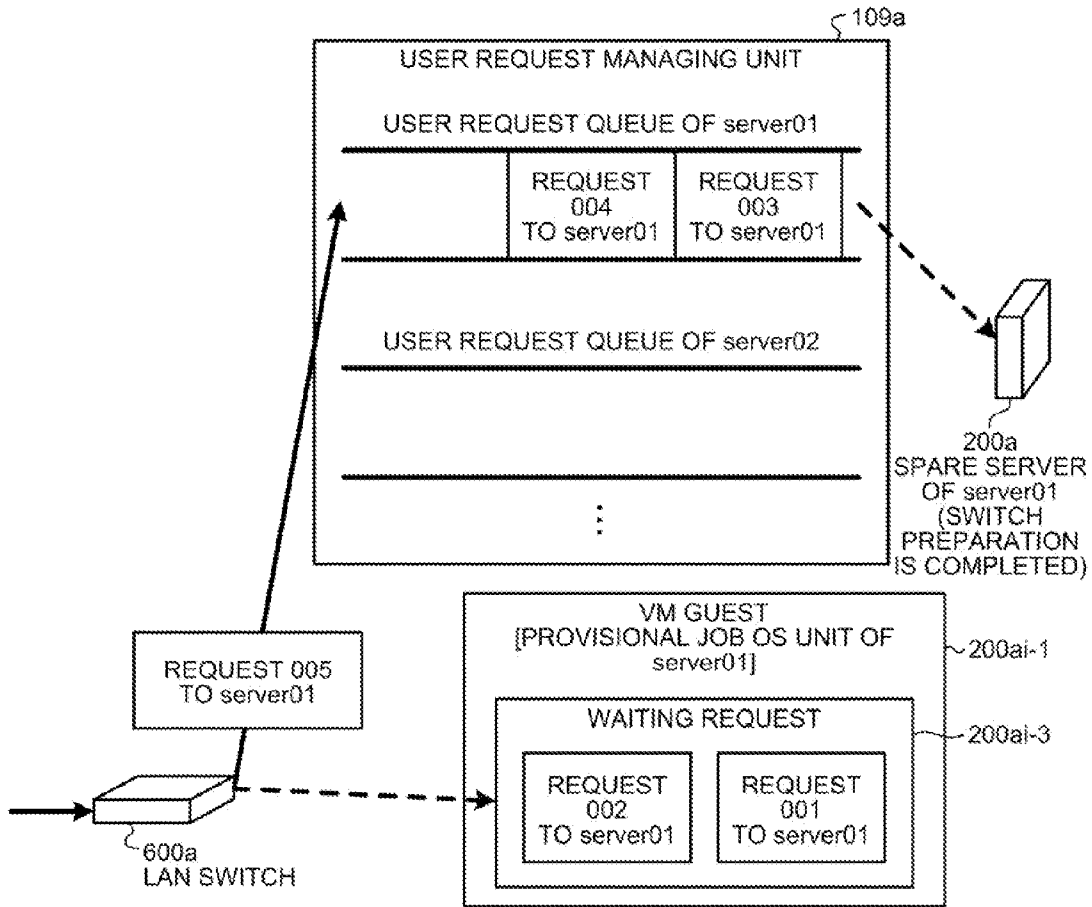 109a
USER REQUEST MANAGING UNIT
USER REQUEST QUEUE OF server01
REQUEST
004
TO server01
REQUEST
003
TO server01
USER REQUEST QUEUE OF server02
200a
SPARE SERVER
OF server01
(SWITCH
PREPARATION
IS COMPLETED)
REQUEST 005
TO server01
600a
LAN SWITCH
VM GUEST
[PROVISIONAL JOB OS UNIT OF
server01]
200ai-1
WAITING REQUEST
200ai-3
REQUEST
002
TO server01
REQUEST
001
TO server01